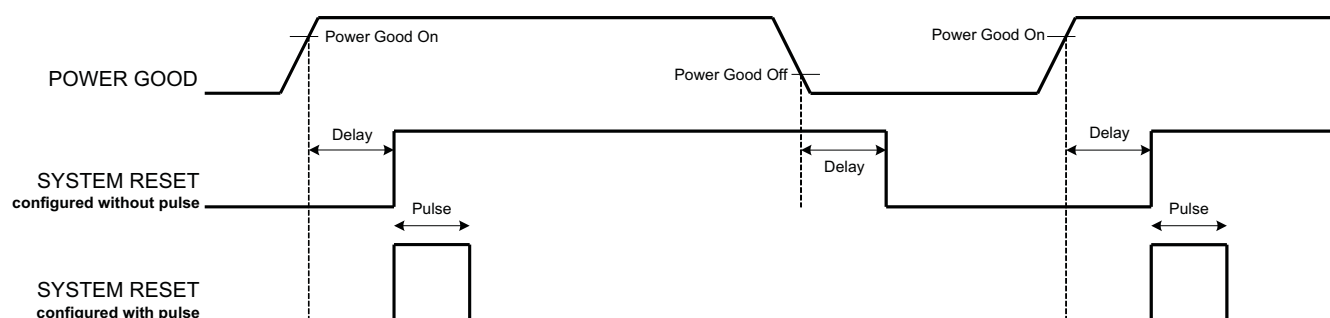 Power Good On
Power Good On
POWER GOOD
Power Good Off
Delay
Delay
Delay
SYSTEM RESET
configured without pulse
Pulse
Pulse
SYSTEM RESET
configured with pulse